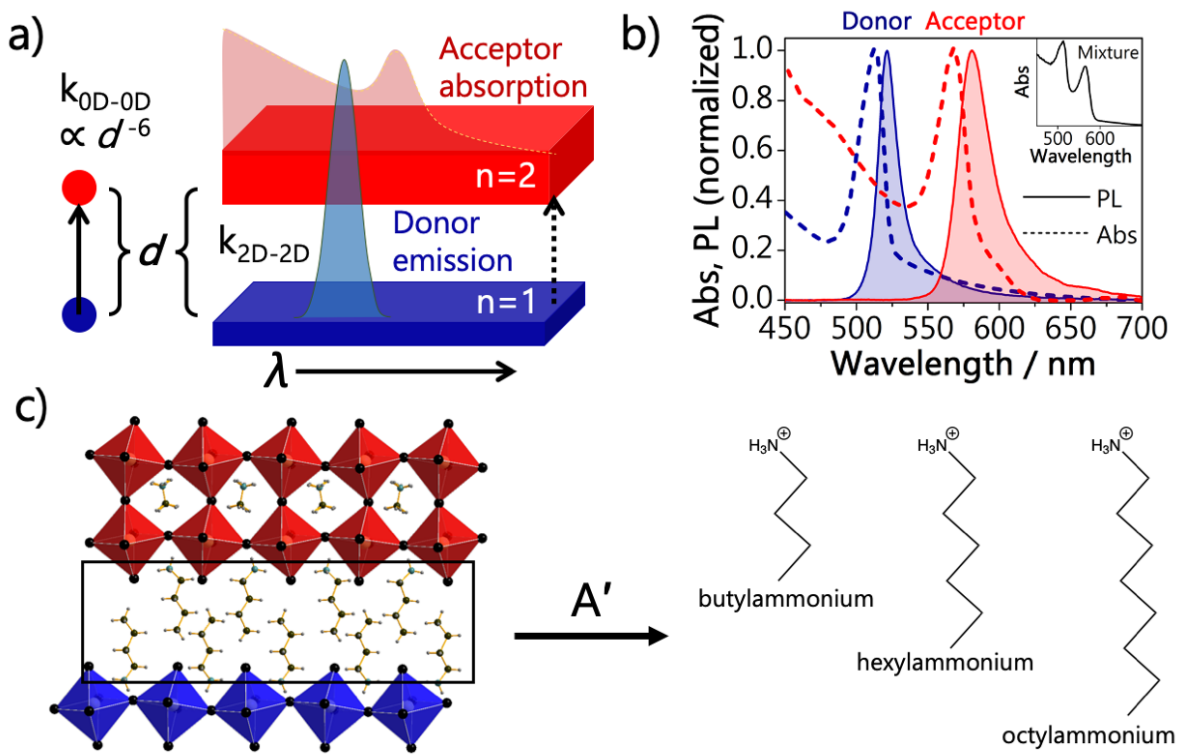 a)
k0D-0D
∝ d -6
d
k2D-2D
Acceptor
absorption
n=2
Donor
emission
n=1
λ
b)
Donor Acceptor
Abs, PL (normalized)
1.0
0.8
0.6
0.4
0.2
0.0
450 500 550 600 650 700
Wavelength / nm
Mixture
Abs
500 600
Wavelength
PL
Abs
c)
A′
H3N+
butylammonium
H3N+
hexylammonium
H3N+
octylammonium